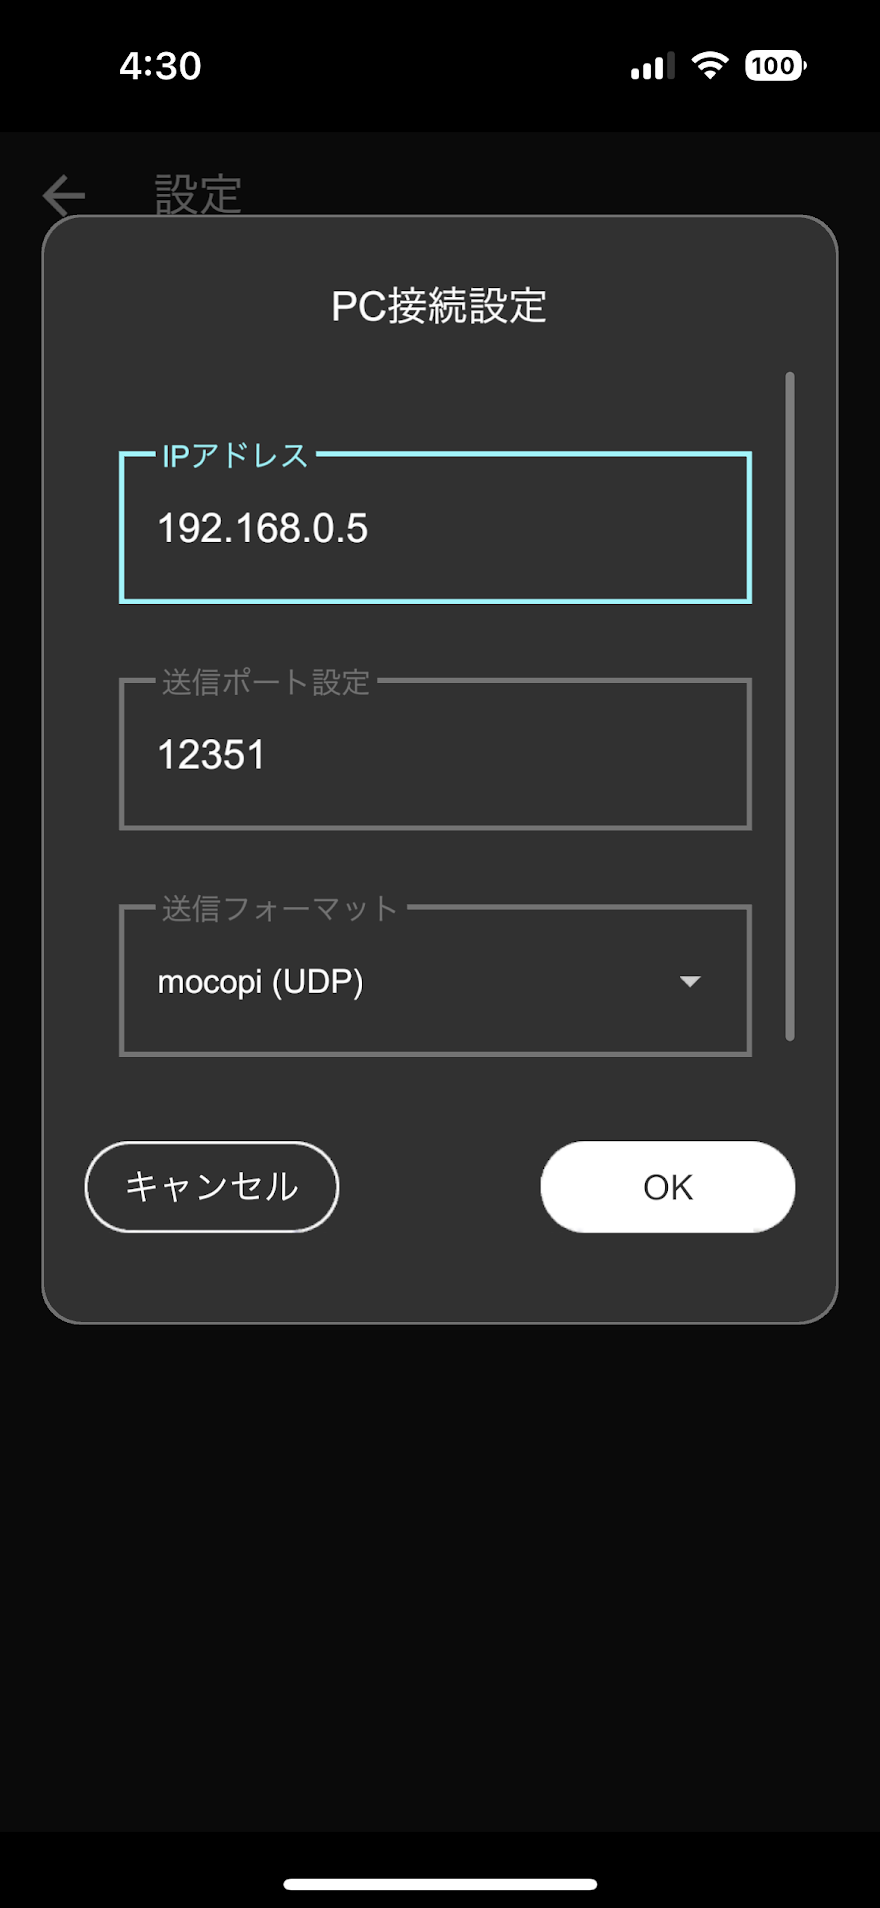 4:30
100
設定
PC接続設定
IPアドレス
192.168.0.5
送信ポート設定
12351
送信フォーマット
mocopi (UDP)
キャンセル
OK